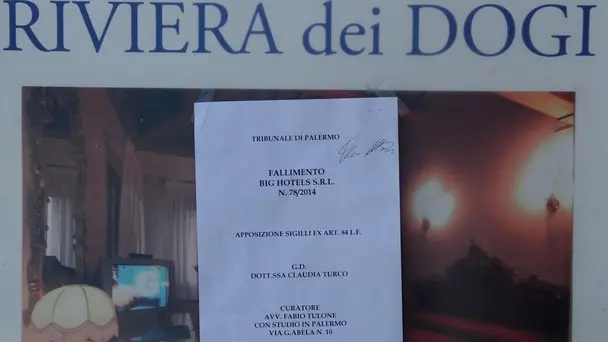 RIVIERA dei DOGI
TRIBUNALE DI PALERMO
FALLIMENTO
BIG HOTELS S.R.L.
N. 78/2014
APPOSIZIONE SIGILLI EX ART. 84 L.F.
G.D.
DOTT.SSA CLAUDIA TURCO
CURATORE
AVV. FABIO TULONE
CON STUDIO IN PALERMO
VIA G.ABELA N. 10